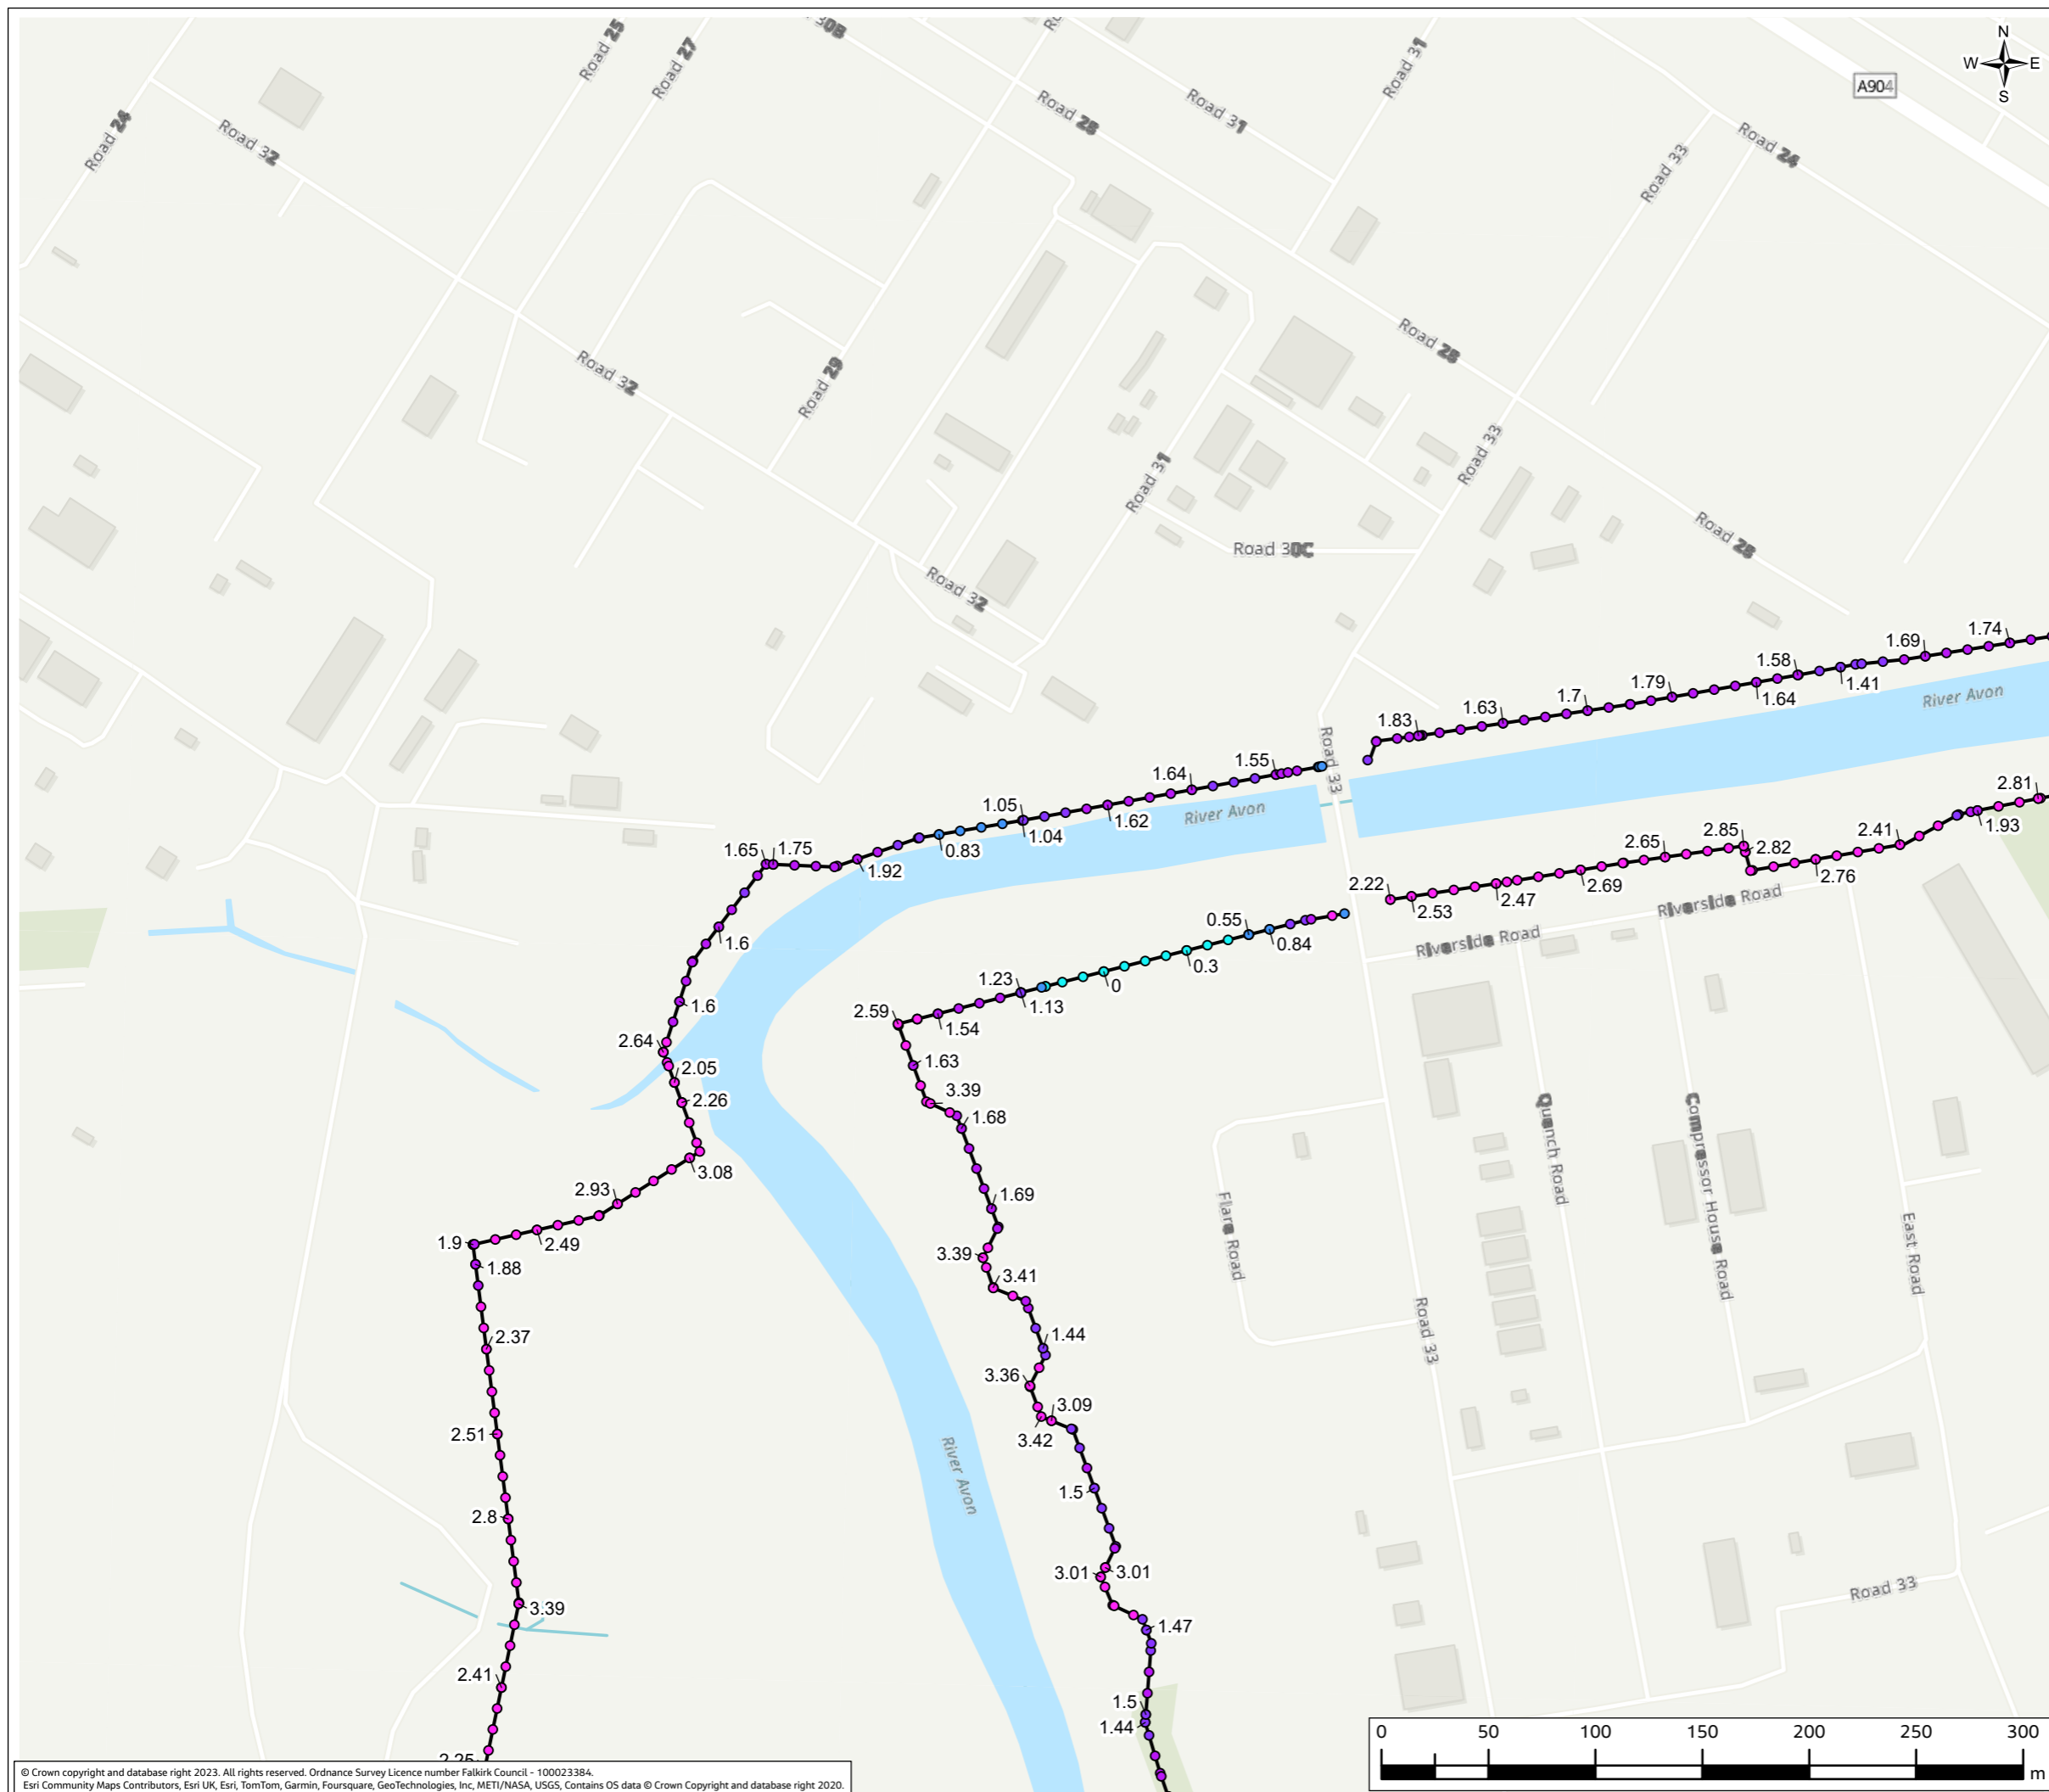 N
W E
S
A904
Road 25
Road 27
Road 31
Road 24
Road 32
Road 28
Road 31
Road 33
Road 24
Road 32
Road 29
Road 28
Road 33
Road 31
Road 28
Road 30C
Road 32
River Avon
1.74
1.69
1.58
1.41
1.79
1.64
1.7
1.63
1.83
Road 33
1.55
1.64
River Avon
1.62
1.05
1.04
0.83
1.92
1.75
1.65
1.6
1.6
2.64
2.05
2.26
3.08
2.93
2.49
1.9
1.88
2.37
2.51
2.8
3.39
2.41
2.81
1.93
2.41
2.85
2.82
2.76
2.65
2.69
2.47
2.53
2.22
Riverside Road
Riverside Road
0.55
0.84
0.3
0
1.23
1.13
1.54
2.59
1.63
3.39
1.68
1.69
3.39
3.41
1.44
3.36
3.09
3.42
1.5
3.01
3.01
1.47
1.5
1.44
River Avon
Flare Road
Quench Road
Compressor House Road
East Road
Road 33
Road 33
0 50 100 150 200 250 300
m
© Crown copyright and database right 2023. All rights reserved. Ordnance Survey Licence number Falkirk Council - 100023384.
Esri Community Maps Contributors, Esri UK, Esri, TomTom, Garmin, Foursquare, GeoTechnologies, Inc, METI/NASA, USGS, Contains OS data © Crown Copyright and database right 2020.